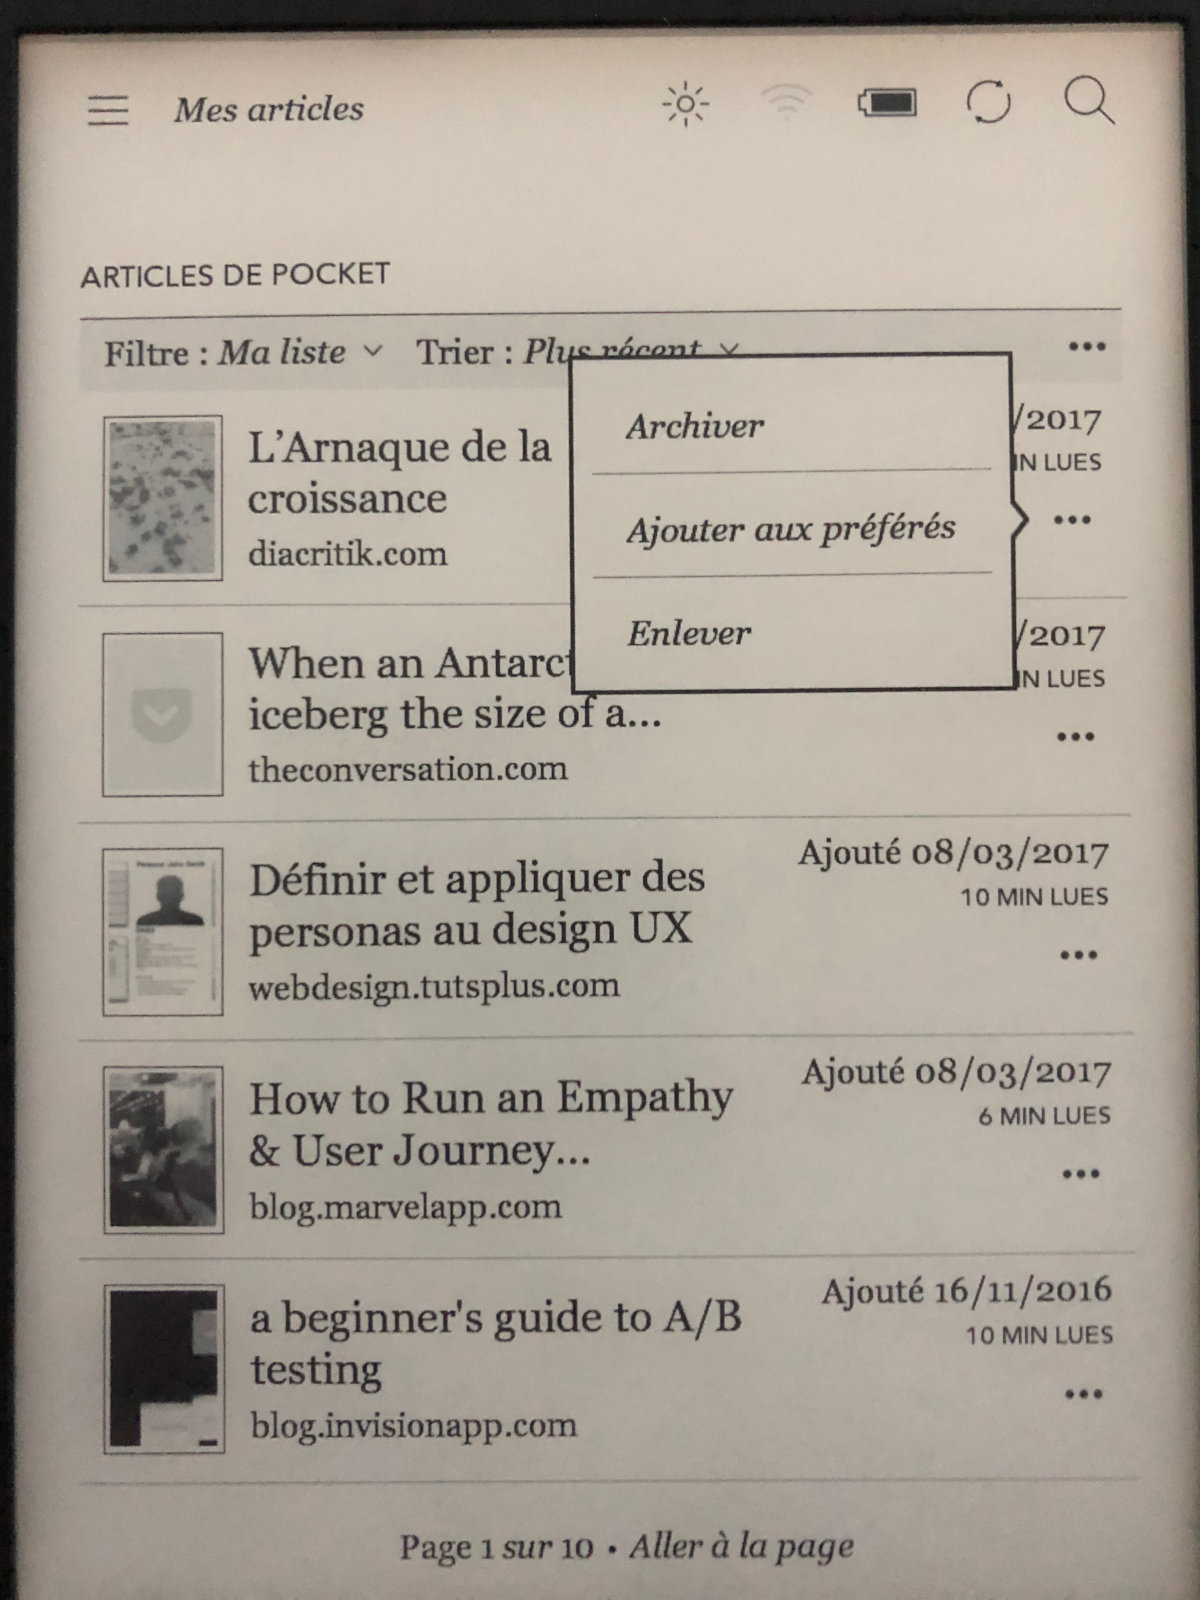 Mes articles
ARTICLES DE POCKET
Filtre : Ma liste Trier : Plus récent
Archiver
Ajouter aux préférés
Enlever
L'Arnaque de la
croissance
diacritik.com
/2017
IN LUES
When an Antarct
iceberg the size of a...
theconversation.com
/2017
IN LUES
Définir et appliquer des
personas au design UX
webdesign.tutsplus.com
Ajouté 08/03/2017
10 MIN LUES
How to Run an Empathy
& User Journey...
blog.marvelapp.com
Ajouté 08/03/2017
6 MIN LUES
a beginner's guide to A/B
testing
blog.invisionapp.com
Ajouté 16/11/2016
10 MIN LUES
Page 1 sur 10 • Aller à la page